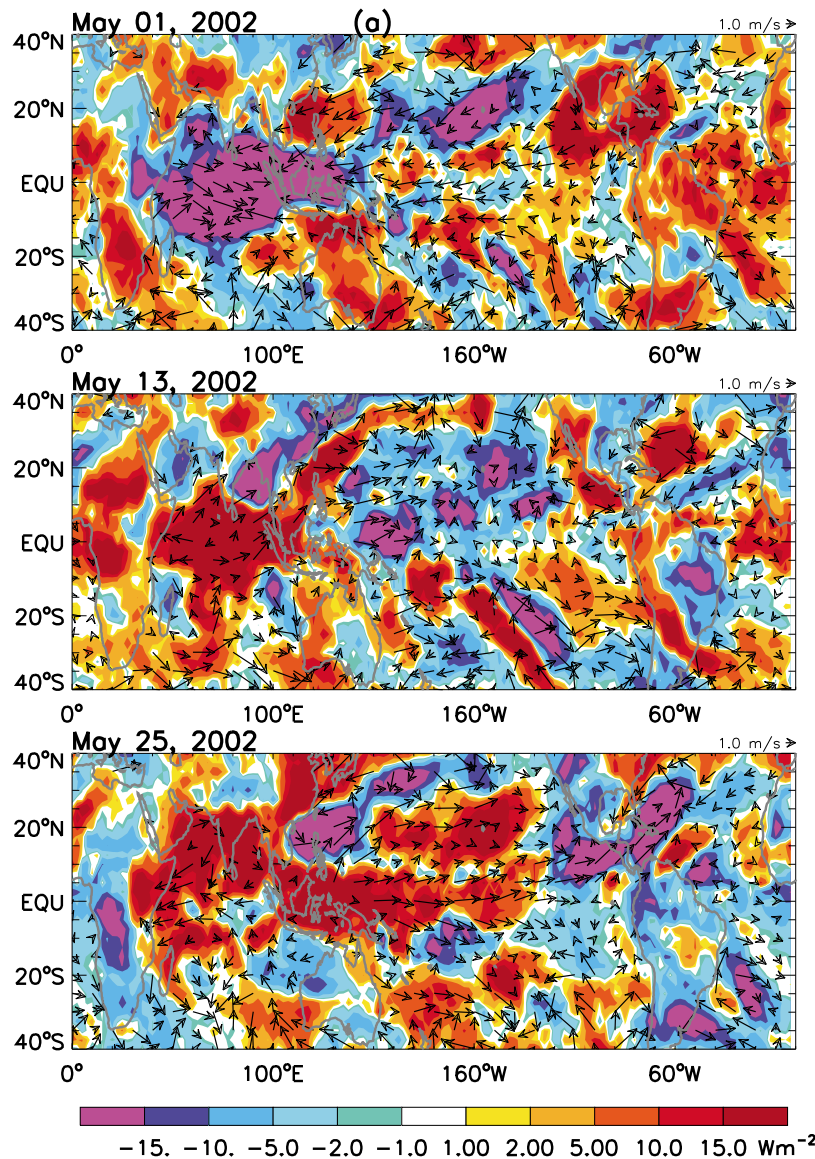 May 01, 2002 (a) 1.0 m/s
40°N
20°N
EQU
20°S
40°S
0° 100°E 160°W 60°W
May 13, 2002 1.0 m/s
40°N
20°N
EQU
20°S
40°S
0° 100°E 160°W 60°W
May 25, 2002 1.0 m/s
40°N
20°N
EQU
20°S
40°S
0° 100°E 160°W 60°W
-15. -10. -5.0 -2.0 -1.0 1.00 2.00 5.00 10.0 15.0 Wm⁻²